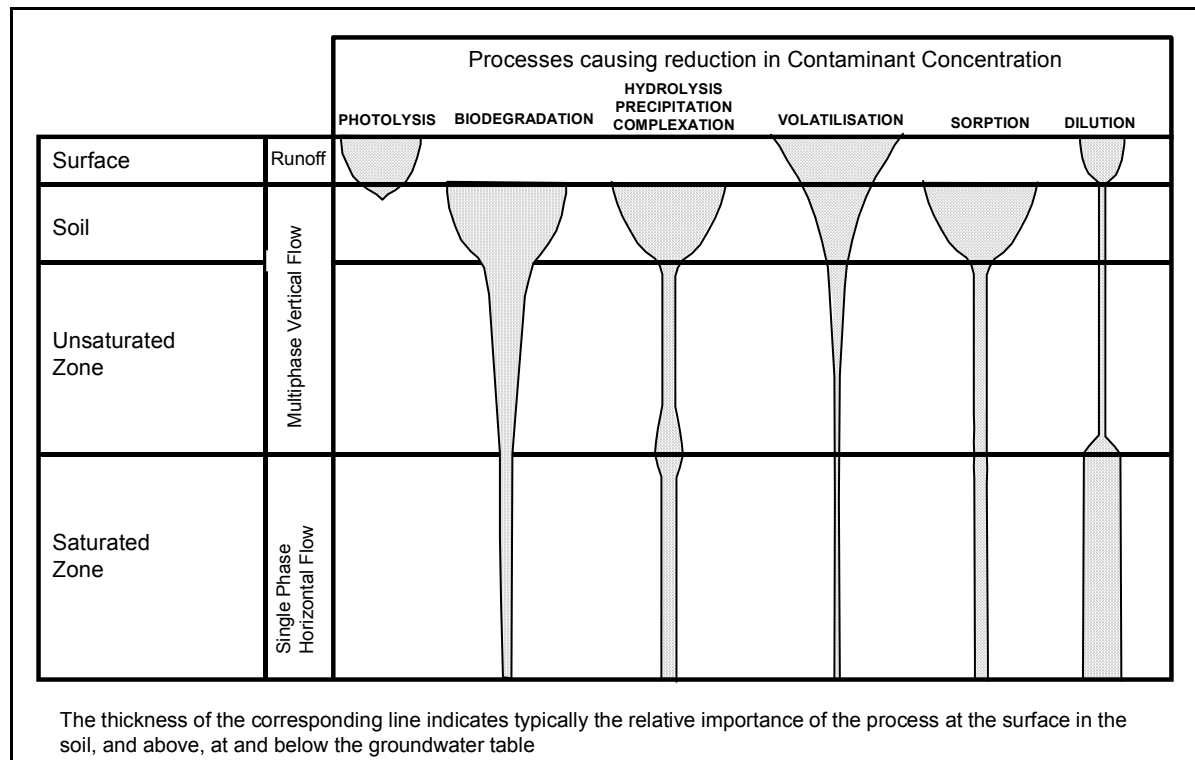 Processes causing reduction in Contaminant Concentration
PHOTOLYSIS
BIODEGRADATION
HYDROLYSIS
PRECIPITATION
COMPLEXATION
VOLATILISATION
SORPTION
DILUTION
Surface
Runoff
Soil
Multiphase Vertical Flow
Unsaturated
Zone
Saturated
Zone
Single Phase
Horizontal Flow
The thickness of the corresponding line indicates typically the relative importance of the process at the surface in the
soil, and above, at and below the groundwater table